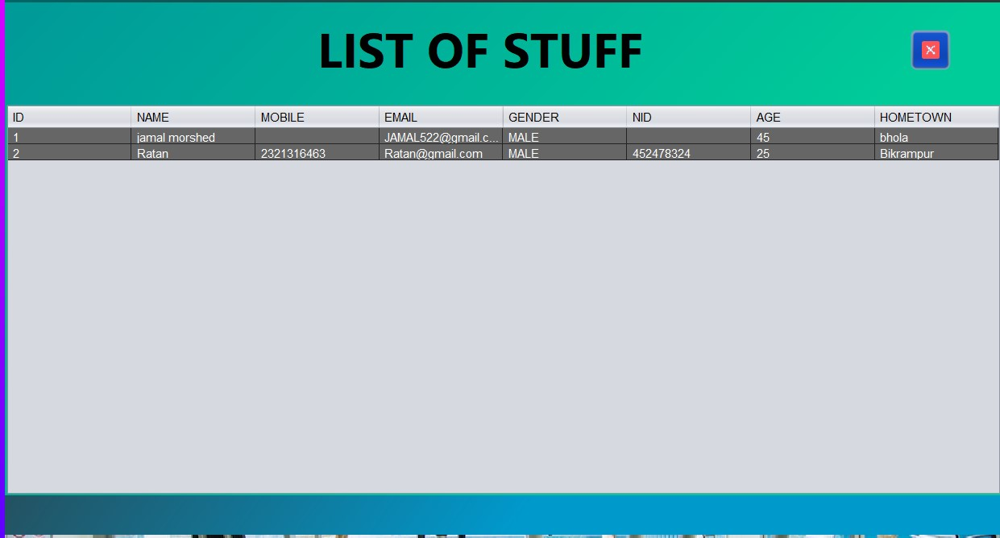 LIST OF STUFF
ID NAME MOBILE EMAIL GENDER NID AGE HOMETOWN
1 jamal morshed JAMAL522@gmail.c... MALE 45 bhola
2 Ratan 2321316463 Ratan@gmail.com MALE 452478324 25 Bikrampur